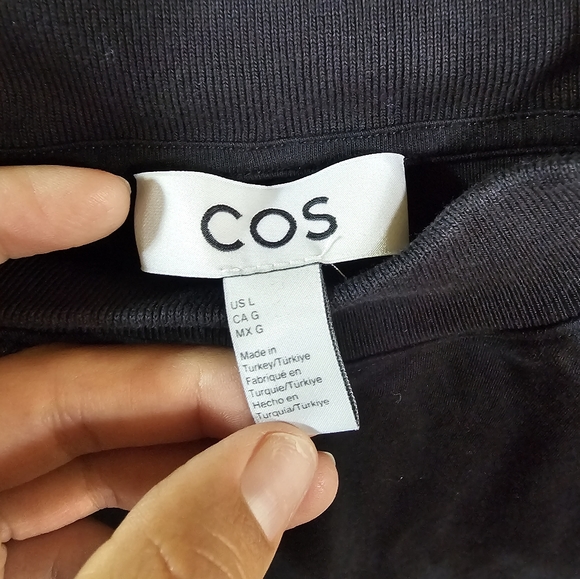 COS
US L
CA G
MX G
Made in
Turkey/Türkiye
Fabriqué en
Turquie/Türkiye
Hecho en
Turquía/Türkiye